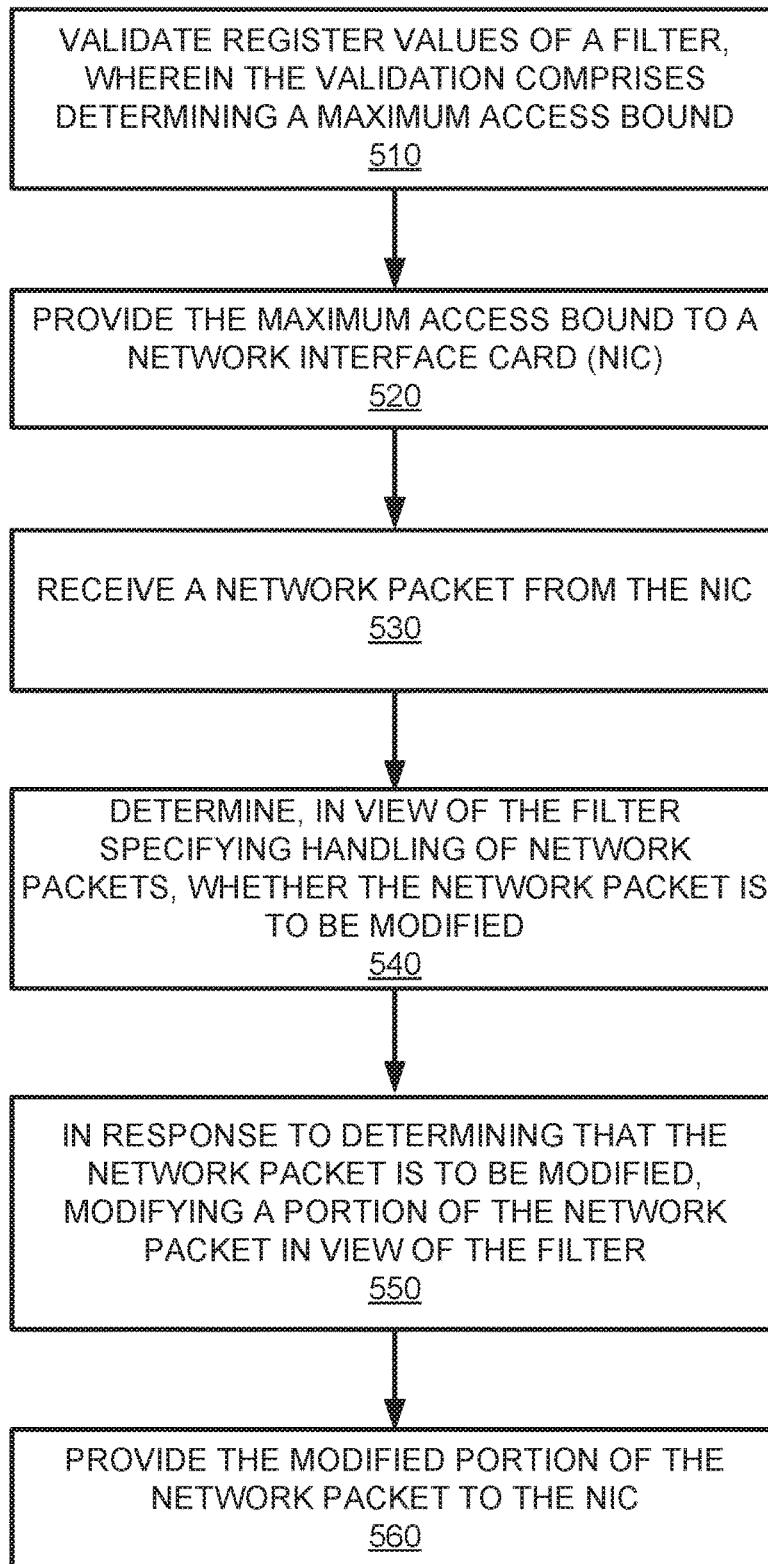 VALIDATE REGISTER VALUES OF A FILTER,
WHEREIN THE VALIDATION COMPRISES
DETERMINING A MAXIMUM ACCESS BOUND
510
PROVIDE THE MAXIMUM ACCESS BOUND TO A
NETWORK INTERFACE CARD (NIC)
520
RECEIVE A NETWORK PACKET FROM THE NIC
530
DETERMINE, IN VIEW OF THE FILTER
SPECIFYING HANDLING OF NETWORK
PACKETS, WHETHER THE NETWORK PACKET IS
TO BE MODIFIED
540
IN RESPONSE TO DETERMINING THAT THE
NETWORK PACKET IS TO BE MODIFIED,
MODIFYING A PORTION OF THE NETWORK
PACKET IN VIEW OF THE FILTER
550
PROVIDE THE MODIFIED PORTION OF THE
NETWORK PACKET TO THE NIC
560